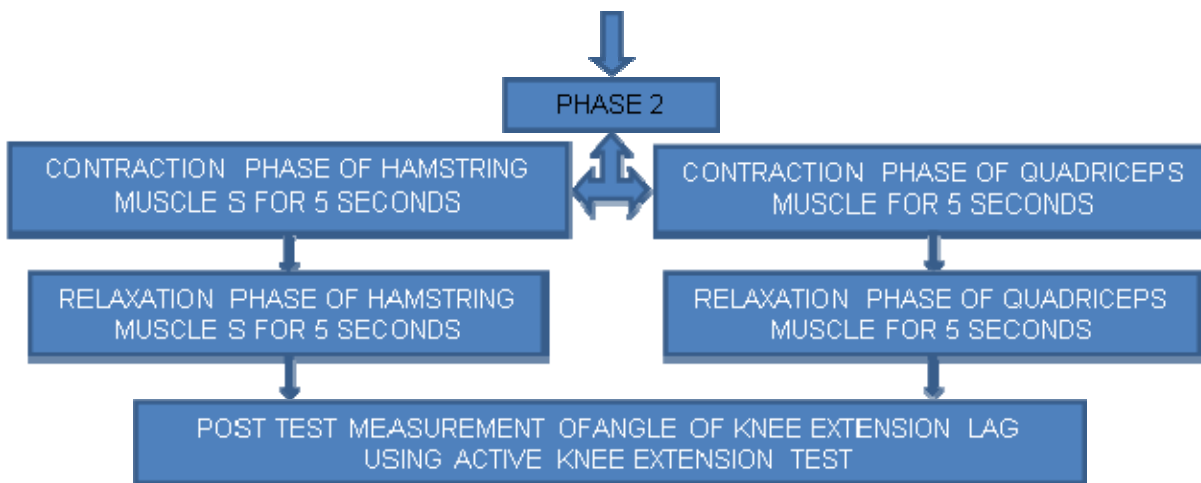 PHASE 2
CONTRACTION PHASE OF HAMSTRING
MUSCLE S FOR 5 SECONDS
CONTRACTION PHASE OF QUADRICEPS
MUSCLE FOR 5 SECONDS
RELAXATION PHASE OF HAMSTRING
MUSCLE S FOR 5 SECONDS
RELAXATION PHASE OF QUADRICEPS
MUSCLE FOR 5 SECONDS
POST TEST MEASUREMENT OFANGLE OF KNEE EXTENSION LAG
USING ACTIVE KNEE EXTENSION TEST